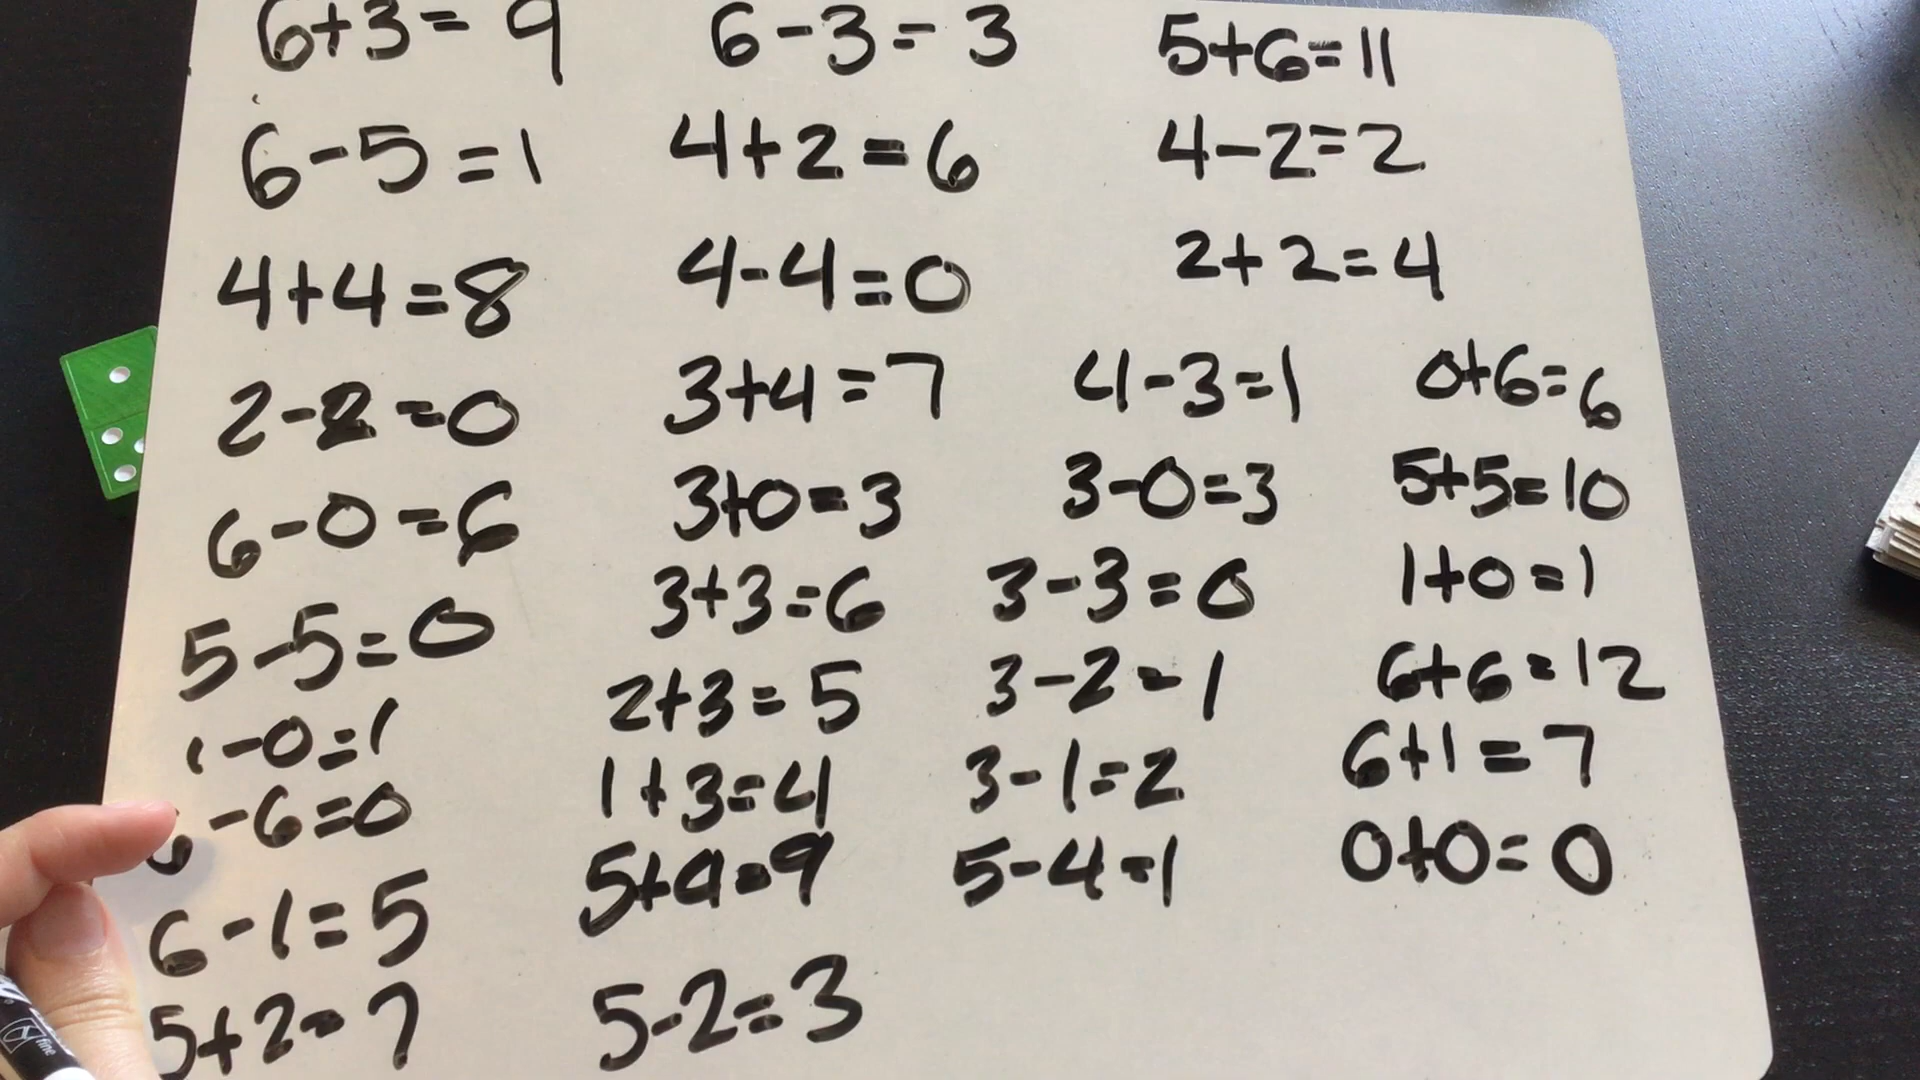 6+3=9 6-3=3 5+6=11
6-5=1 4+2=6 4-2=2
4+4=8 4-4=0 2+2=4
2-2=0 3+4=7 4-3=1 0+6=6
6-0=6 3+0=3 3-0=3 5+5=10
5-5=0 3+3=6 3-3=0 1+0=1
1-0=1 2+3=5 3-2=1 6+6=12
6-6=0 1+3=4 3-1=2 6+1=7
6-1=5 5+4=9 5-4=1 0+0=0
5+2=7 5-2=3
fine